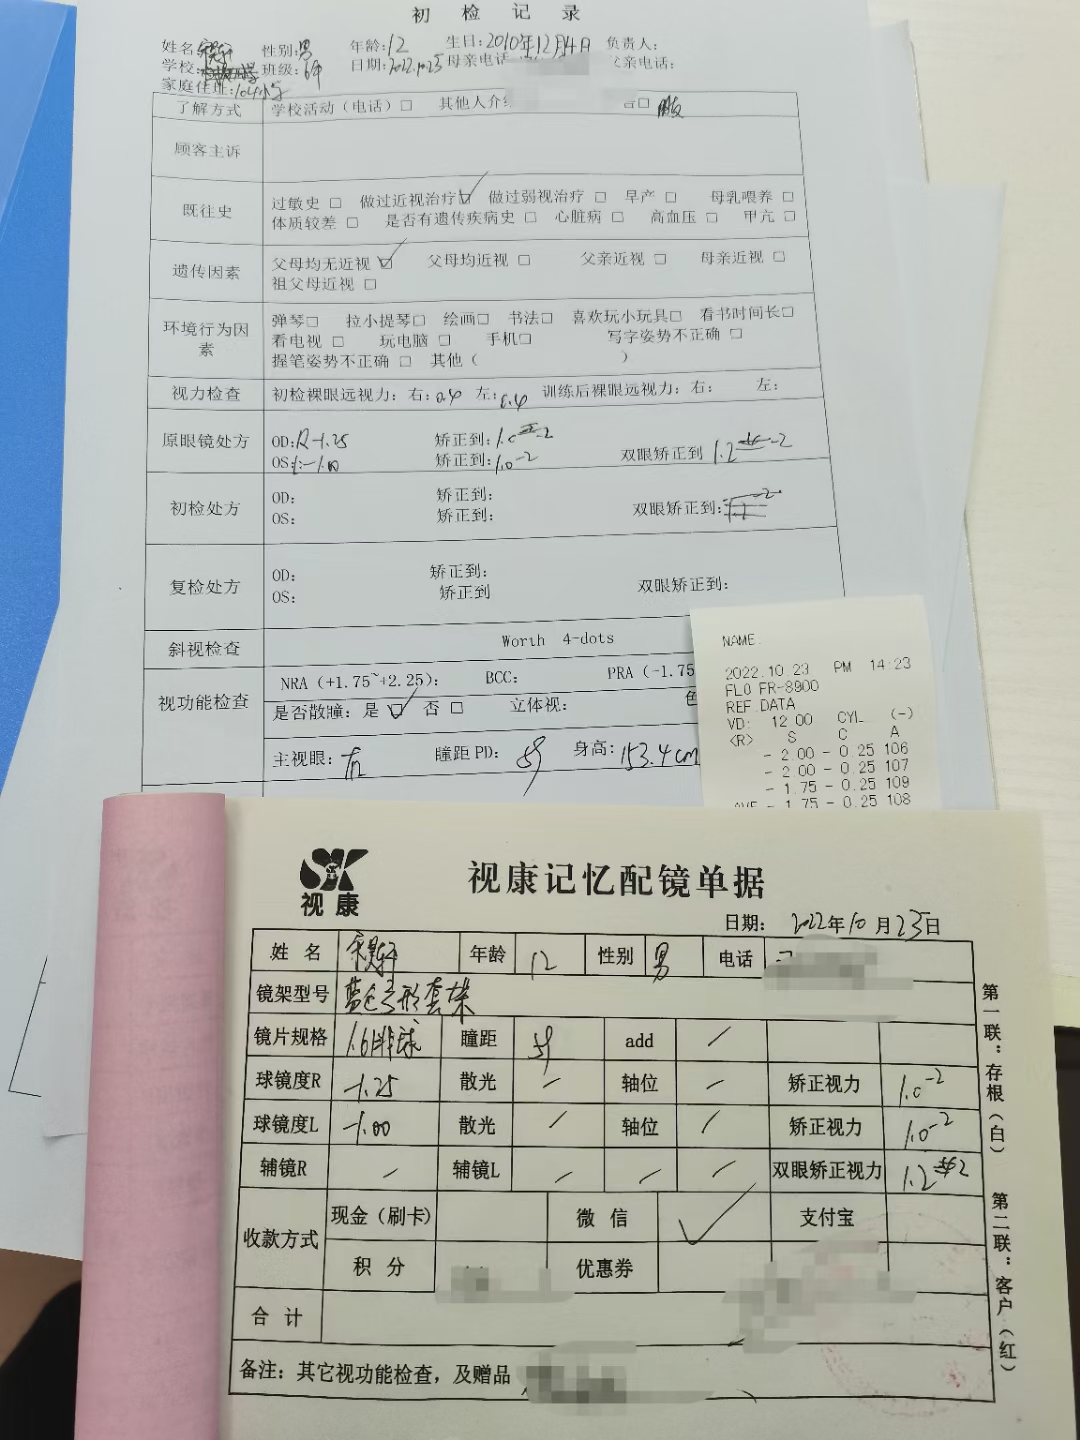 初 检 记 录
姓名: 性别:男 年龄:12 生日:2010年12月4日 负责人:
学校: 班级:6年 日期:2022.10.23 母亲电话 父亲电话:
家庭住址:
了解方式 学校活动(电话)□ 其他人介绍 □
顾客主诉
既往史 过敏史 □ 做过近视治疗☑ 做过弱视治疗 □ 早产 □ 母乳喂养 □
体质较差 □ 是否有遗传疾病史 □ 心脏病 □ 高血压 □ 甲亢 □
遗传因素 父母均无近视 ☑ 父母均近视 □ 父亲近视 □ 母亲近视 □
祖父母近视 □
环境行为因素 弹琴□ 拉小提琴□ 绘画□ 书法□ 喜欢玩小玩具□ 看书时间长□
看电视 □ 玩电脑 □ 手机□ 写字姿势不正确 □
握笔姿势不正确 □ 其他( )
视力检查 初检裸眼远视力: 右:0.4 左:0.4 训练后裸眼远视力: 右: 左:
原眼镜处方 OD:R-1.25 矫正到:1.0 -2
OS:L-1.00 矫正到:1.0-2 双眼矫正到 1.2 -2
初检处方 OD: 矫正到:
OS: 矫正到: 双眼矫正到:
复检处方 OD: 矫正到:
OS: 矫正到 双眼矫正到:
斜视检查 Worth 4-dots
视功能检查 NRA(+1.75~+2.25): BCC: PRA(-1.75
是否散瞳: 是 ☑ 否 □ 立体视: 色
主视眼:右 瞳距 PD: 59 身高:153.4cm
NAME:
2022.10.23 PM 14:23
FLO FR-8900
REF.DATA
VD: 12.00 CYL. (-)
<R> S C A
- 2.00 - 0.25 106
- 2.00 - 0.25 107
- 1.75 - 0.25 109
AVE - 1.75 - 0.25 108
SK
视康
视康记忆配镜单据
日期: 2022年10月23日
姓 名 年龄 12 性别 男 电话
镜架型号 蓝色 形套装
镜片规格 1.6非球 瞳距 59 add /
球镜度R -1.25 散光 / 轴位 / 矫正视力 1.0-2
球镜度L -1.00 散光 / 轴位 / 矫正视力 1.0-2
辅镜R / 辅镜L / / / 双眼矫正视力 1.2 2
收款方式 现金(刷卡) 微 信 ✓ 支付宝
积 分 优惠券
合 计
备注: 其它视功能检查, 及赠品
第一联:存根(白)
第二联:客户(红)